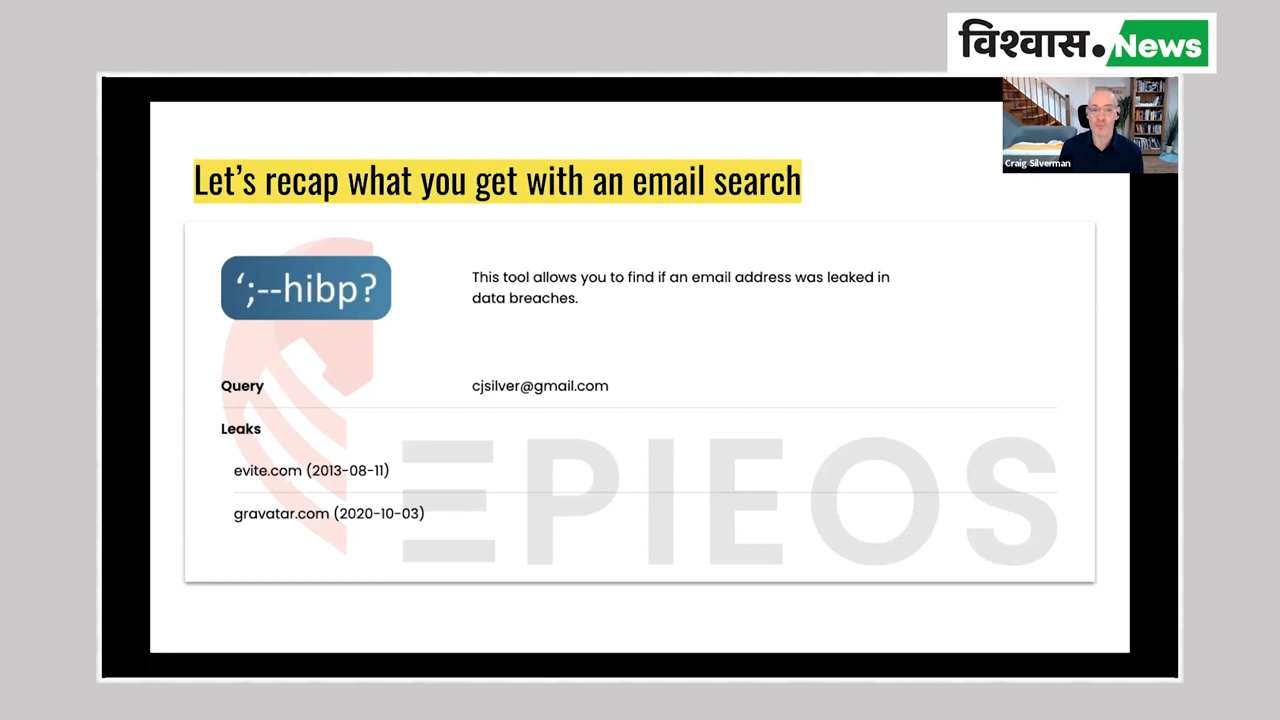 विश्वास.News
Craig Silverman
Let's recap what you get with an email search
';--hibp?
This tool allows you to find if an email address was leaked in
data breaches.
Query
cjsilver@gmail.com
Leaks
evite.com (2013-08-11)
gravatar.com (2020-10-03)
EPIEOS